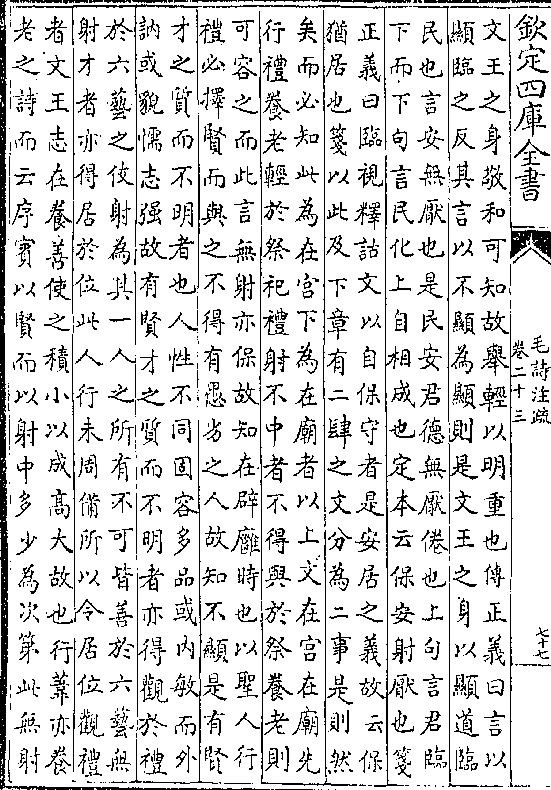 欽定四庫全書
毛詩注疏
卷二十三
七十七
文王之身敬和可知故舉輕以明重也傳正義曰言以
顯臨之反其言以不顯為顯則是文王之身以顯道臨
民也言安無厭也是民安君德無厭倦也上句言君臨
下而下句言民化上自相成也定本云保安射厭也箋
正義曰臨視釋詁文以自保守者是安居之義故云保
猶居也箋以此及下章有二肆之文分為二事是則然
矣而必知此為在宮下為在廟者以上文在宮在廟先
行禮養老輕於祭祀禮射不中者不得與於祭養老則
可容之而此言無射亦保故知在辟廱時也以聖人行
禮必擇賢而與之不得有愚劣之人故知不顯是有賢
才之質而不明者也人性不同固容多品或內敏而外
訥或貌懦志强故有賢才之質而不明者亦得觀於禮
於六藝之伎射為其一人之所有不可皆善於六藝無
射才者亦得居於位此人行未周備所以令居位觀禮
者文王志在養善使之積小以成高大故也行葦亦養
老之詩而云序賓以賢而以射中多少為次第此無射